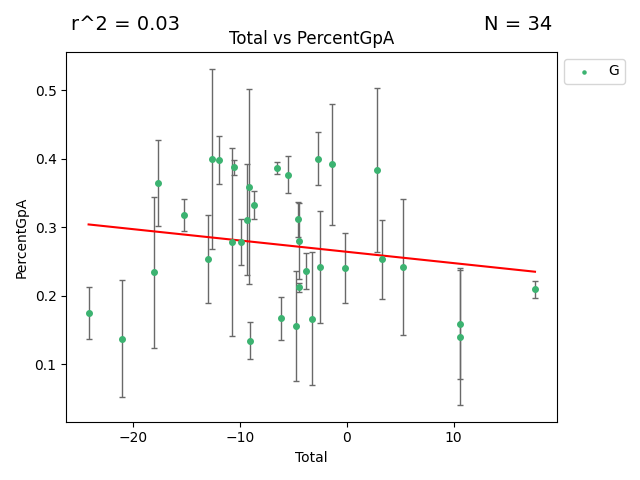 r^2 = 0.03
N = 34
Total vs PercentGpA
G
0.5
0.4
0.3
0.2
0.1
PercentGpA
−20
−10
0
10
Total